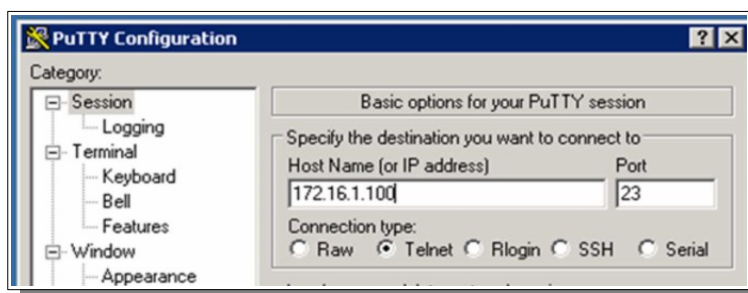 PuTTY Configuration
Category:
Session
Logging
Terminal
Keyboard
Bell
Features
Window
Appearance
Basic options for your PuTTY session
Specify the destination you want to connect to
Host Name (or IP address) Port
172.16.1.100 23
Connection type:
Raw Telnet Rlogin SSH Serial